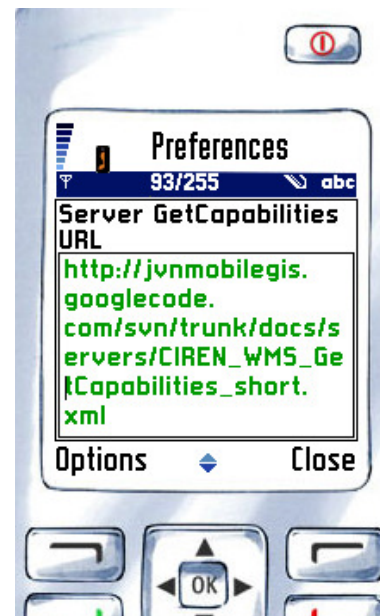 Preferences
93/255 abc
Server GetCapabilities
URL
http://jvnmobilegis.
googlecode.
com/svn/trunk/docs/s
ervers/CIREN_WMS_Ge
tCapabilities_short.
xml
Options Close
OK